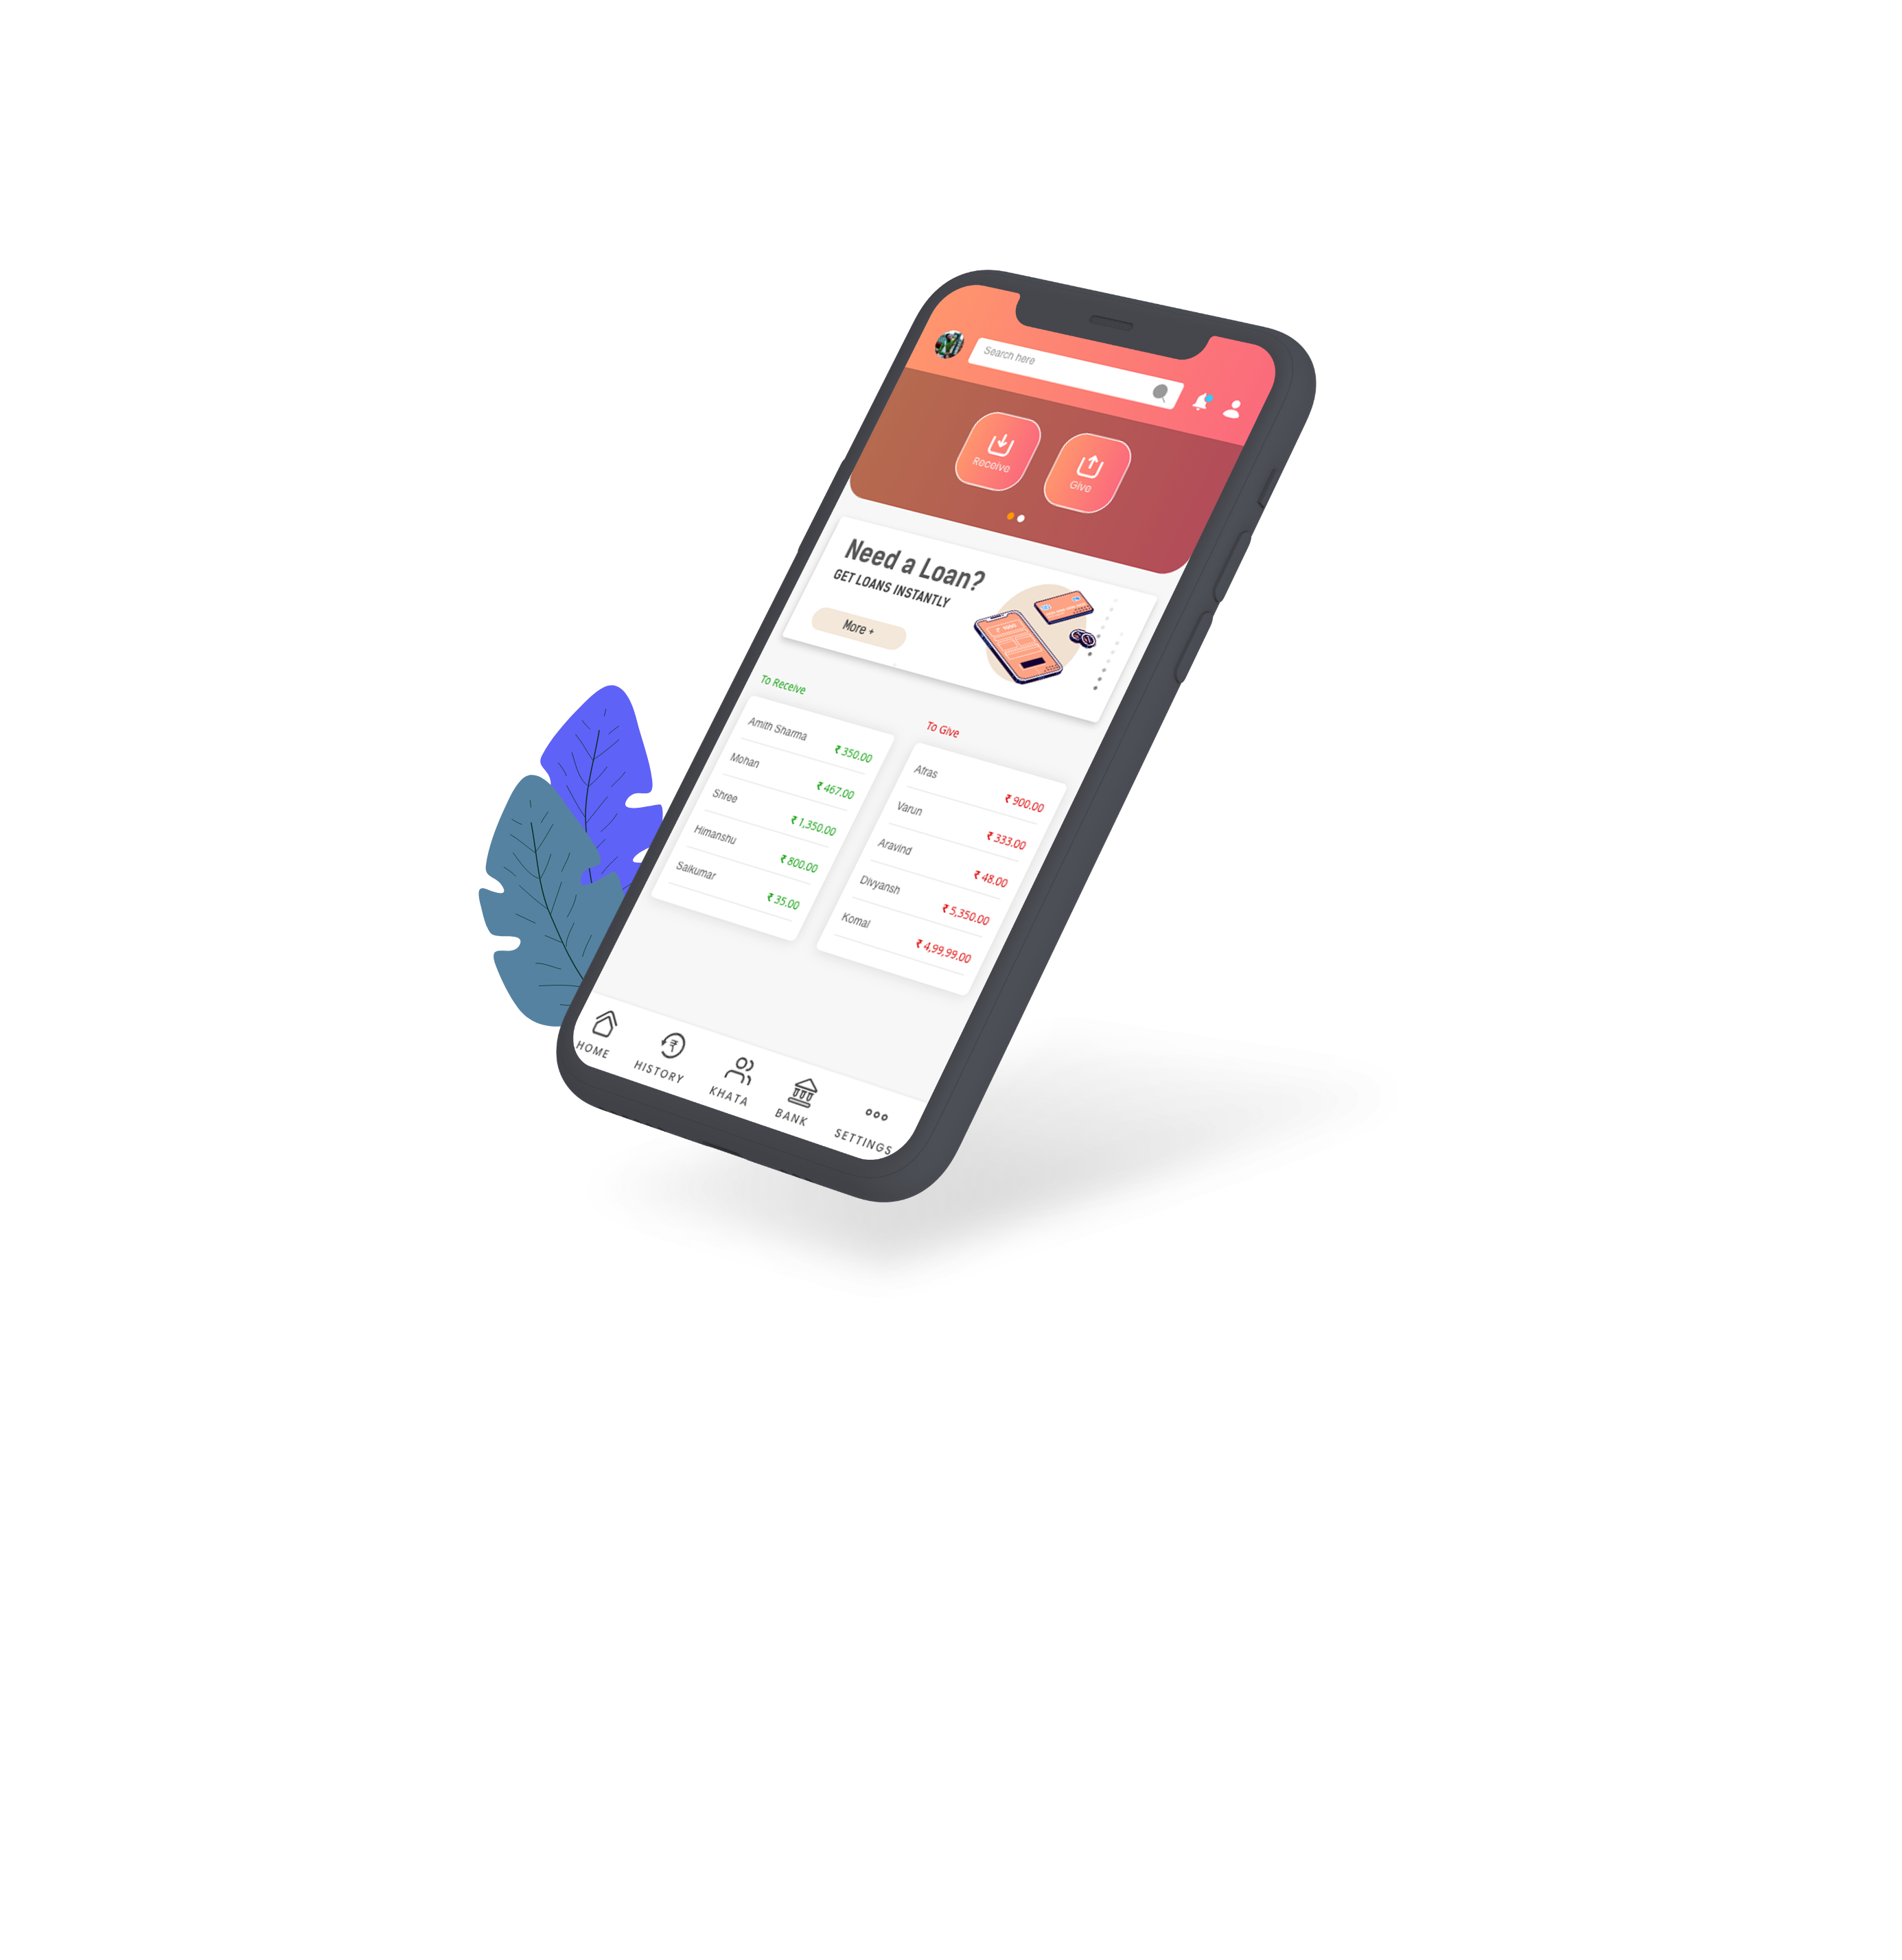 Search here
Receive
Give
Need a Loan?
GET LOANS INSTANTLY
More +
To Receive
Amith Sharma ₹ 350.00
Mohan ₹ 467.00
Shree ₹ 1,350.00
Himanshu ₹ 800.00
Saikumar ₹ 35.00
To Give
Afras ₹ 900.00
Varun ₹ 333.00
Aravind ₹ 48.00
Divyansh ₹ 5,350.00
Komal ₹ 4,99,99.00
HOME
HISTORY
KHATA
BANK
SETTINGS